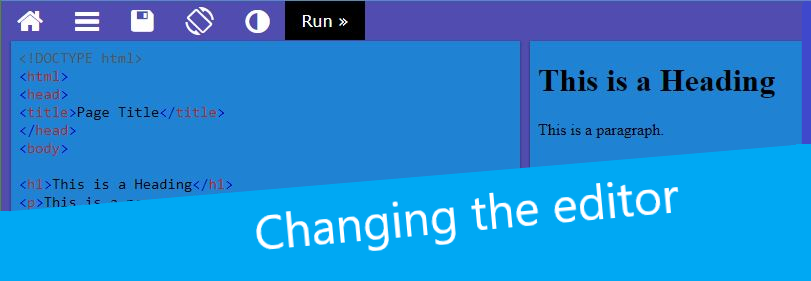 Run »
<!DOCTYPE html>
<html>
<head>
<title>Page Title</title>
</head>
<body>
<h1>This is a Heading</h1>
<p>This is a
This is a Heading
This is a paragraph.
Changing the editor